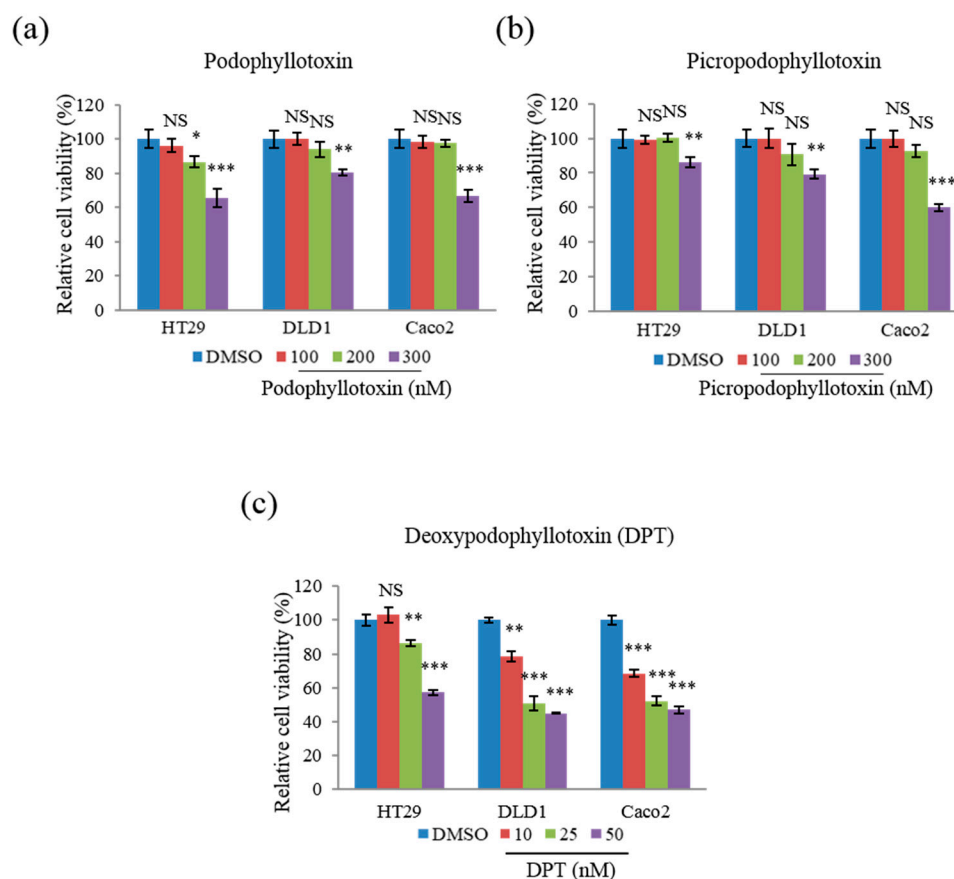 (a)
Podophyllotoxin
Relative cell viability (%)
120
100
80
60
40
20
0
NS * ***
NS NS **
NS NS ***
HT29 DLD1 Caco2
DMSO 100 200 300
Podophyllotoxin (nM)
(b)
Picropodophyllotoxin
Relative cell viability (%)
120
100
80
60
40
20
0
NS NS **
NS NS **
NS NS ***
HT29 DLD1 Caco2
DMSO 100 200 300
Picropodophyllotoxin (nM)
(c)
Deoxypodophyllotoxin (DPT)
Relative cell viability (%)
120
100
80
60
40
20
0
NS ** ***
** *** ***
*** *** ***
HT29 DLD1 Caco2
DMSO 10 25 50
DPT (nM)